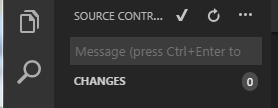 SOURCE CONTR...
Message (press Ctrl+Enter to
CHANGES 0